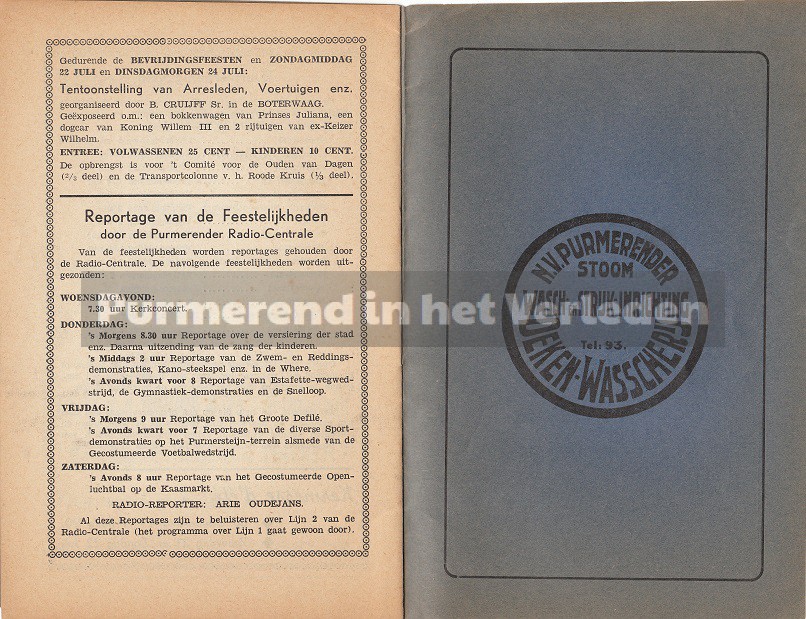 Gedurende de BEVRIJDINGSFEESTEN en ZONDAGMIDDAG
22 JULI en DINSDAGMORGEN 24 JULI:
Tentoonstelling van Arresleden, Voertuigen enz.
georganiseerd door B. CRUIJFF Sr. in de BOTERWAAG.
Geëxposeerd o.m.: een bokkenwagen van Prinses Juliana, een
dogcar van Koning Willem III en 2 rijtuigen van ex-Keizer
Wilhelm.
ENTREE: VOLWASSENEN 25 CENT — KINDEREN 10 CENT.
De opbrengst is voor 't Comité voor de Ouden van Dagen
(2/3 deel) en de Transportcolonne v. h. Roode Kruis (1/3 deel).
Reportage van de Feestelijkheden
door de Purmerender Radio-Centrale
Van de feestelijkheden worden reportages gehouden door
de Radio-Centrale. De navolgende feestelijkheden worden uit-
gezonden:
WOENSDAGAVOND:
7.30 uur Kerkconcert.
DONDERDAG:
's Morgens 8.30 uur Reportage over de versiering der stad
enz. Daarna uitzending van de zang der kinderen.
's Middags 2 uur Reportage van de Zwem- en Reddings-
demonstraties, Kano-steekspel enz. in de Where.
's Avonds kwart voor 8 Reportage van Estafette-wegwed-
strijd, de Gymnastiek-demonstraties en de Snelloop.
VRIJDAG:
's Morgens 9 uur Reportage van het Groote Defilé.
's Avonds kwart voor 7 Reportage van de diverse Sport-
demonstraties op het Purmersteijn-terrein alsmede van de
Gecostumeerde Voetbalwedstrijd.
ZATERDAG:
's Avonds 8 uur Reportage van het Gecostumeerde Open-
luchtbal op de Kaasmarkt.
RADIO-REPORTER: ARIE OUDEJANS.
Al deze Reportages zijn te beluisteren over Lijn 2 van de
Radio-Centrale (het programma over Lijn 1 gaat gewoon door).
Purmerend in het Verleden
N.V. PURMERENDER
STOOM
WASCH- en STRIJK-INRICHTING
Tel: 93.
DEKEN-WASSCHERIJ